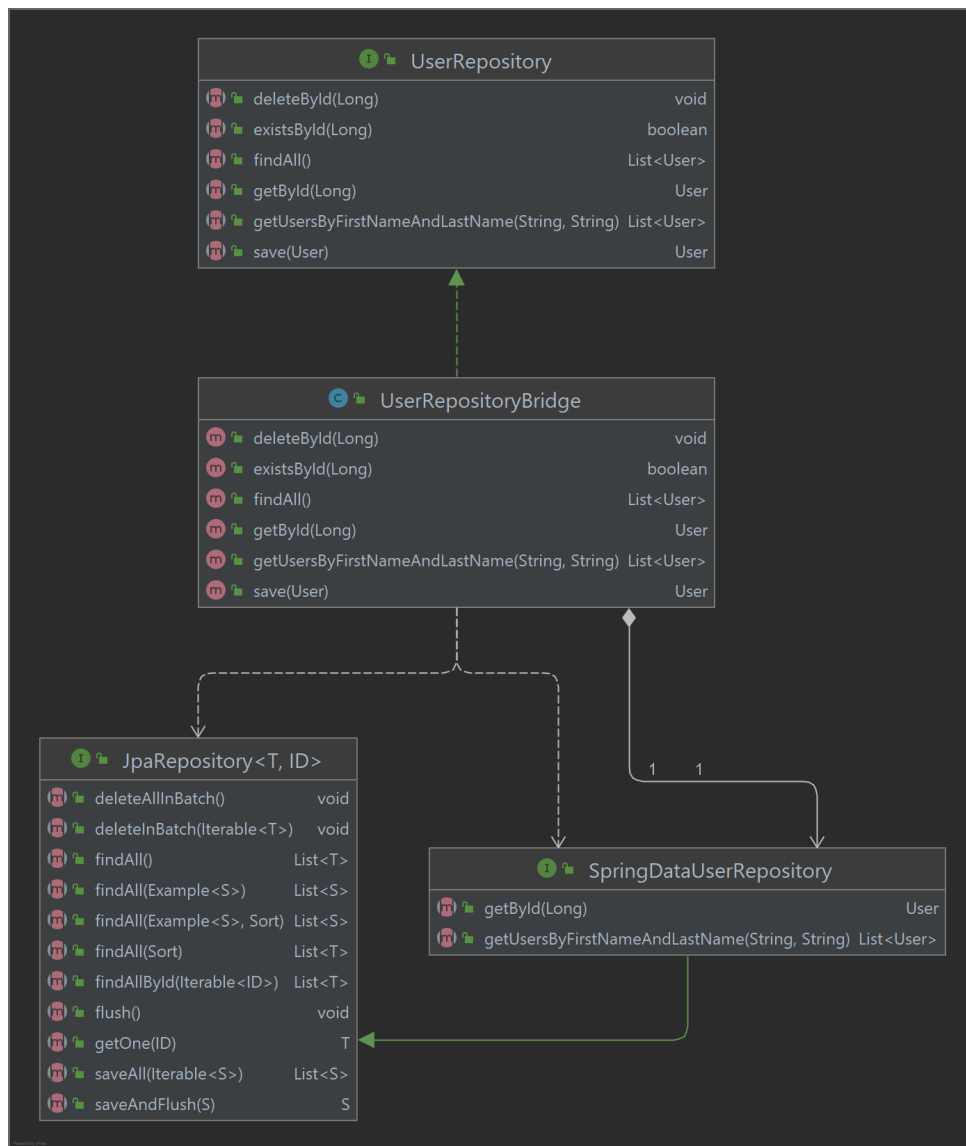 UserRepository
deleteById(Long) void
existsById(Long) boolean
findAll() List<User>
getById(Long) User
getUsersByFirstNameAndLastName(String, String) List<User>
save(User) User
UserRepositoryBridge
deleteById(Long) void
existsById(Long) boolean
findAll() List<User>
getById(Long) User
getUsersByFirstNameAndLastName(String, String) List<User>
save(User) User
1 1
JpaRepository<T, ID>
deleteAllInBatch() void
deleteInBatch(Iterable<T>) void
findAll() List<T>
findAll(Example<S>) List<S>
findAll(Example<S>, Sort) List<S>
findAll(Sort) List<T>
findAllById(Iterable<ID>) List<T>
flush() void
getOne(ID) T
saveAll(Iterable<S>) List<S>
saveAndFlush(S) S
SpringDataUserRepository
getById(Long) User
getUsersByFirstNameAndLastName(String, String) List<User>